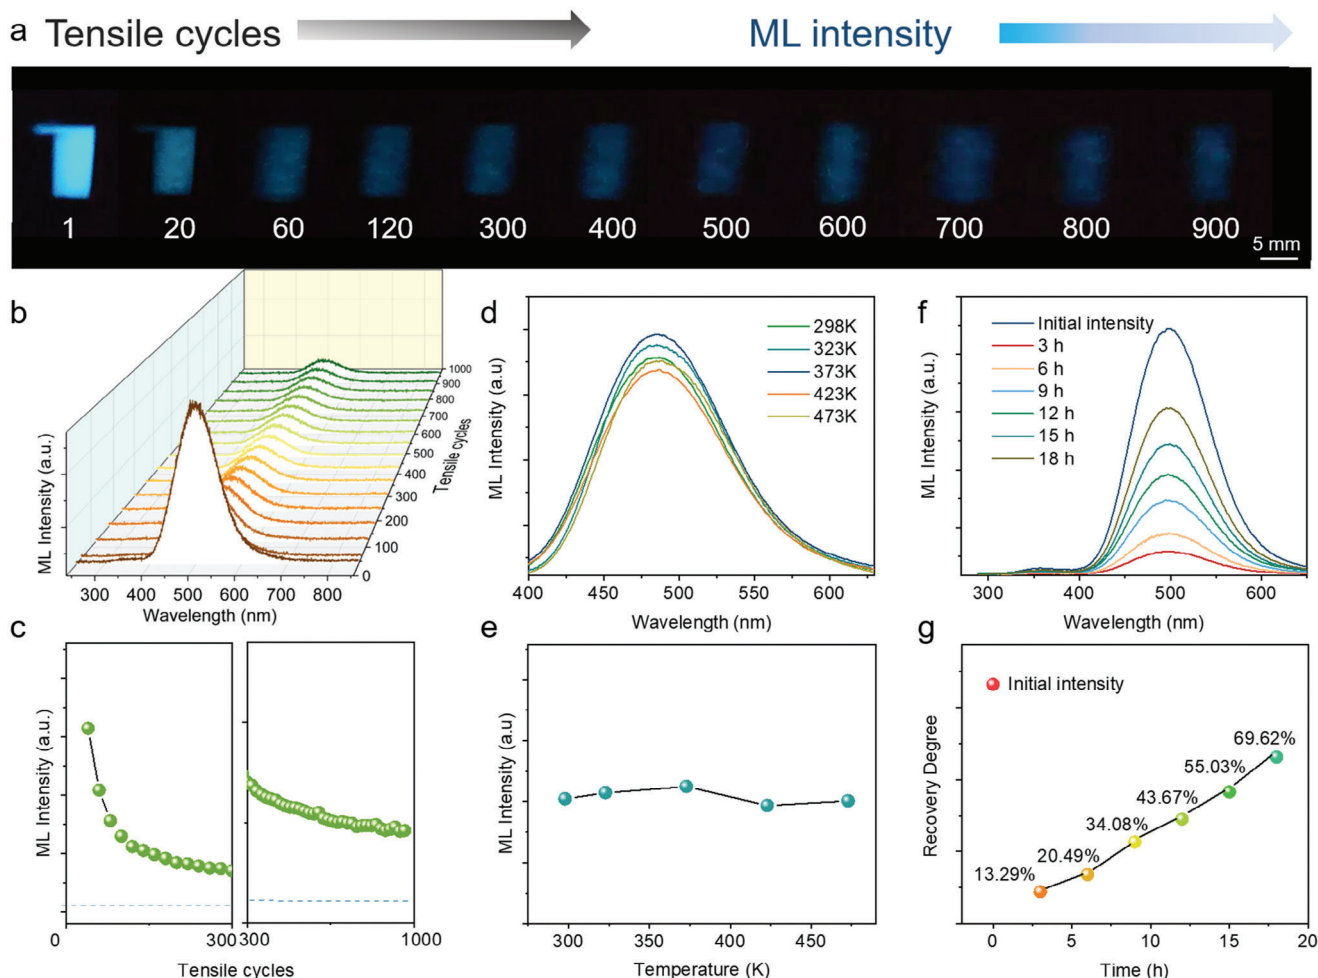 a Tensile cycles ML intensity
1 20 60 120 300 400 500 600 700 800 900
5 mm
b
ML Intensity (a.u.)
300 400 500 600 700 800
Wavelength (nm)
0 100 200 300 400 500 600 700 800 900 1000
Tensile cycles
d
ML Intensity (a.u)
298K
323K
373K
423K
473K
400 450 500 550 600
Wavelength (nm)
f
ML Intensity (a.u.)
Initial intensity
3 h
6 h
9 h
12 h
15 h
18 h
300 400 500 600
Wavelength (nm)
c
ML Intensity (a.u.)
0 300 300 1000
Tensile cycles
e
ML Intensity (a.u)
300 350 400 450
Temperature (K)
g
Recovery Degree
Initial intensity
13.29%
20.49%
34.08%
43.67%
55.03%
69.62%
0 5 10 15 20
Time (h)